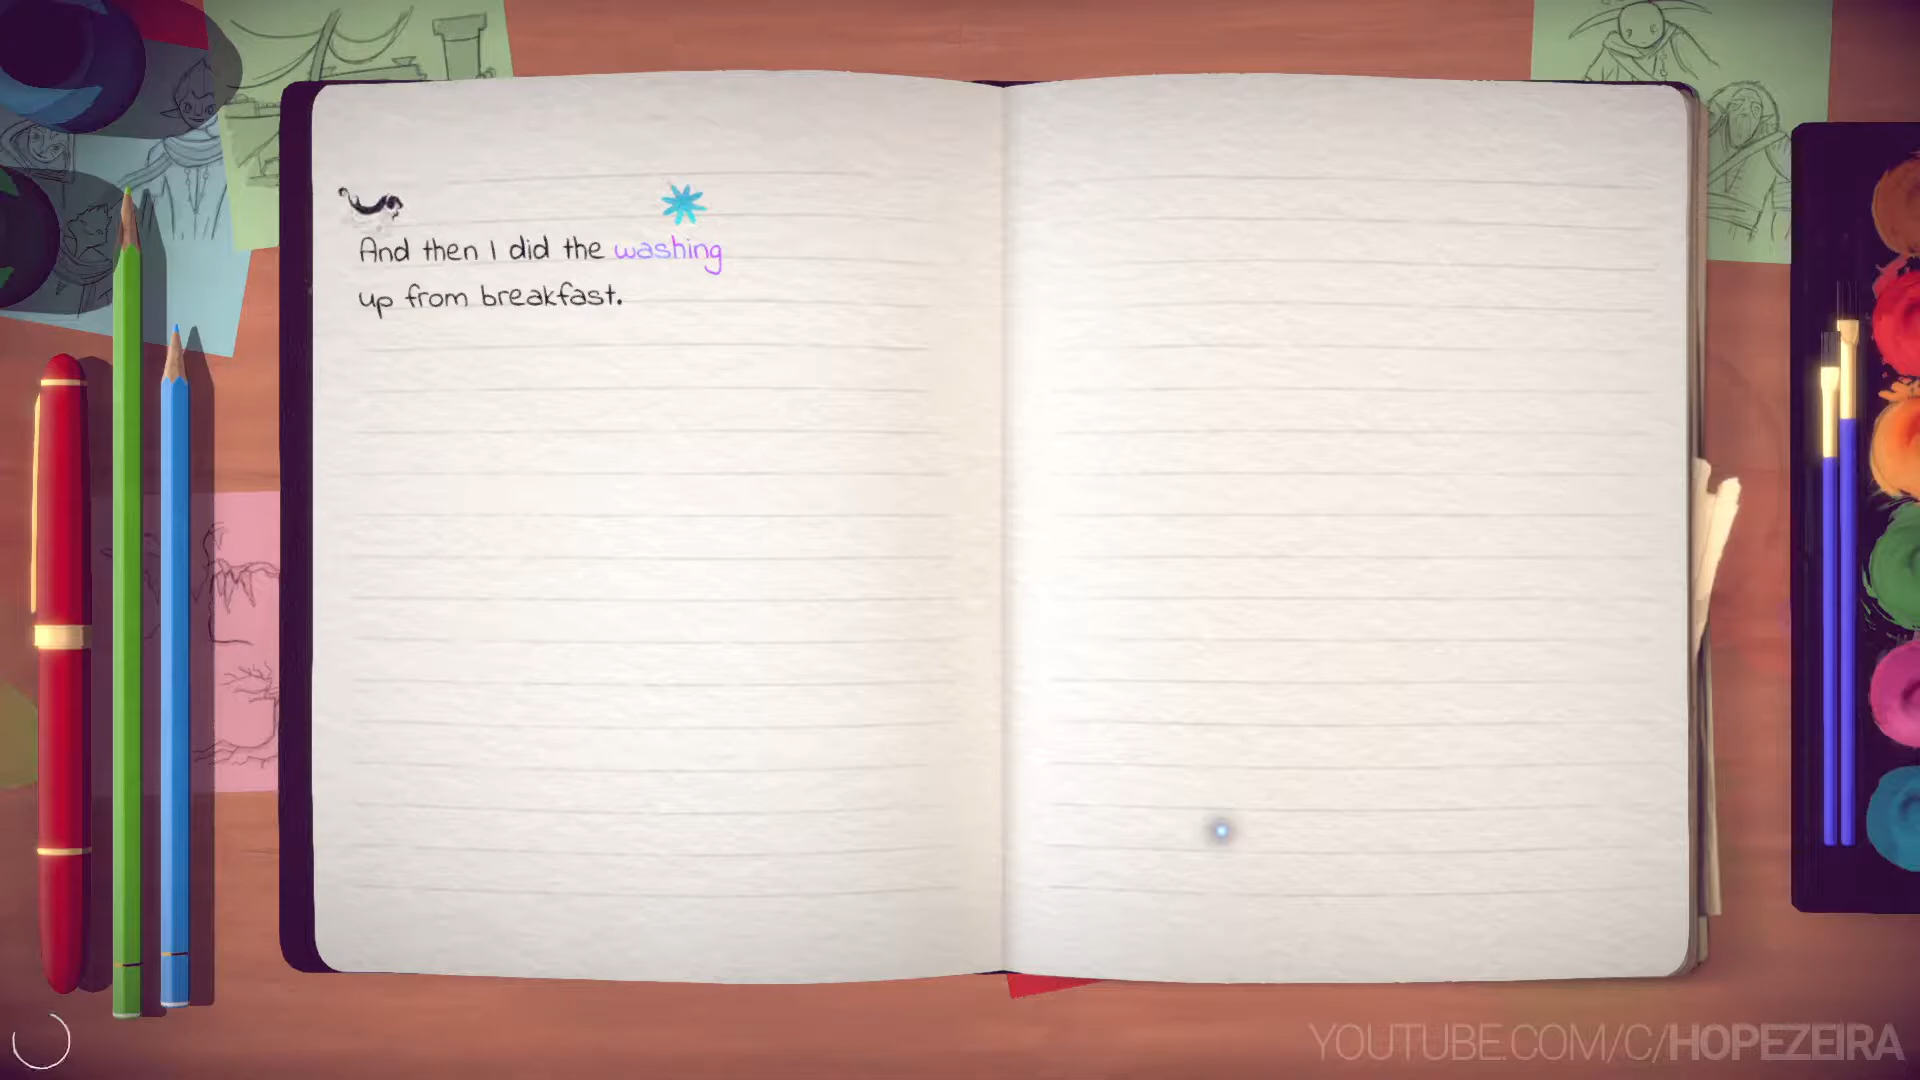 And then I did the washing
up from breakfast.
YOUTUBE.COM/C/HOPEZEIRA